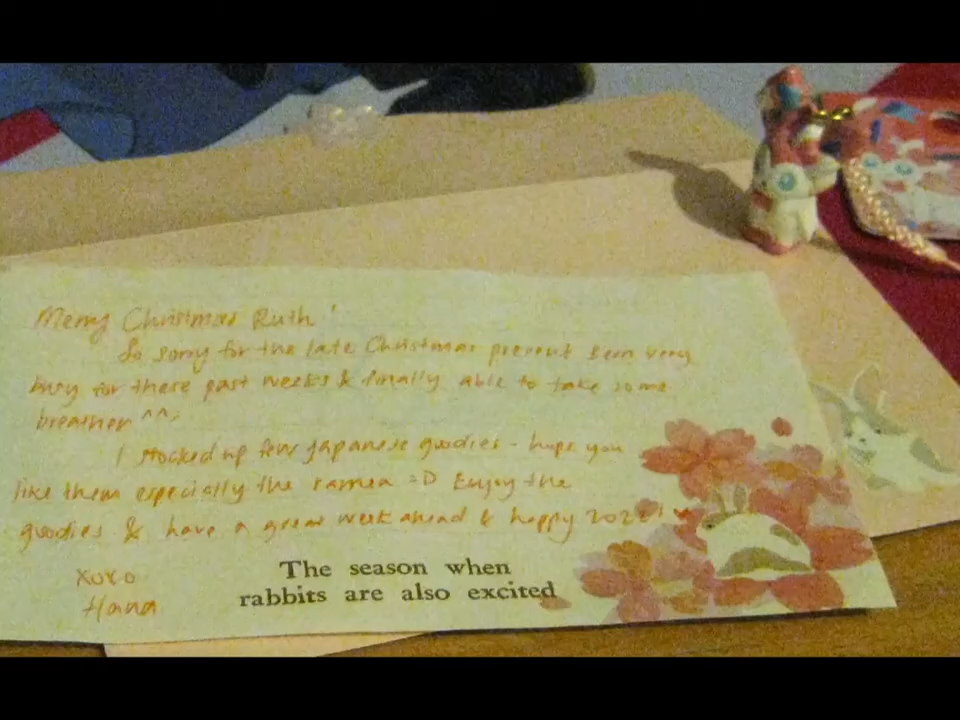 Merry Christmas Ruth!
So sorry for the late Christmas present been very
busy for these past weeks & finally able to take some
breather ^^;
I stocked up few Japanese goodies - hope you
like them especially the ramen =D Enjoy the
goodies & have a great week ahead & happy 2022!
xoxo
Hana
The season when
rabbits are also excited